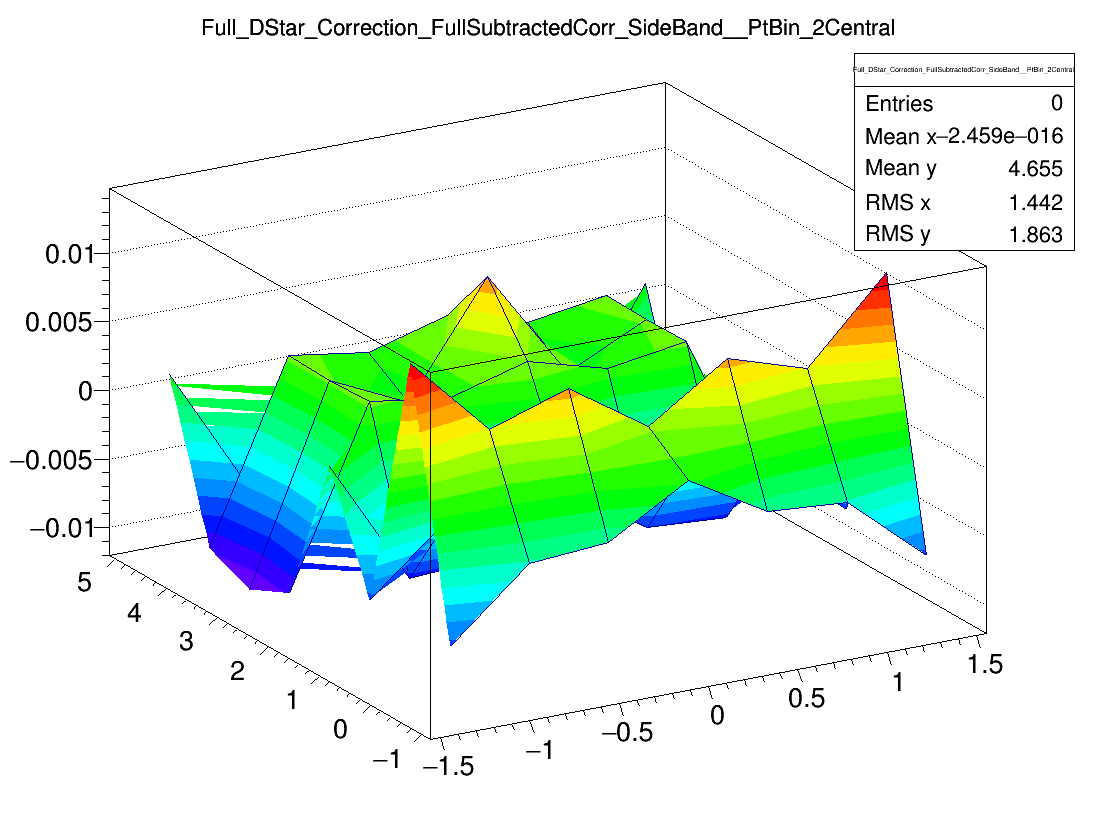 Full_DStar_Correction_FullSubtractedCorr_SideBand__PtBin_2Central
Full_DStar_Correction_FullSubtractedCorr_SideBand__PtBin_2Central
Entries 0
Mean x −2.459e−016
Mean y 4.655
RMS x 1.442
RMS y 1.863
0.01
0.005
0
−0.005
−0.01
5
4
3
2
1
0
−1
−1.5
−1
−0.5
0
0.5
1
1.5